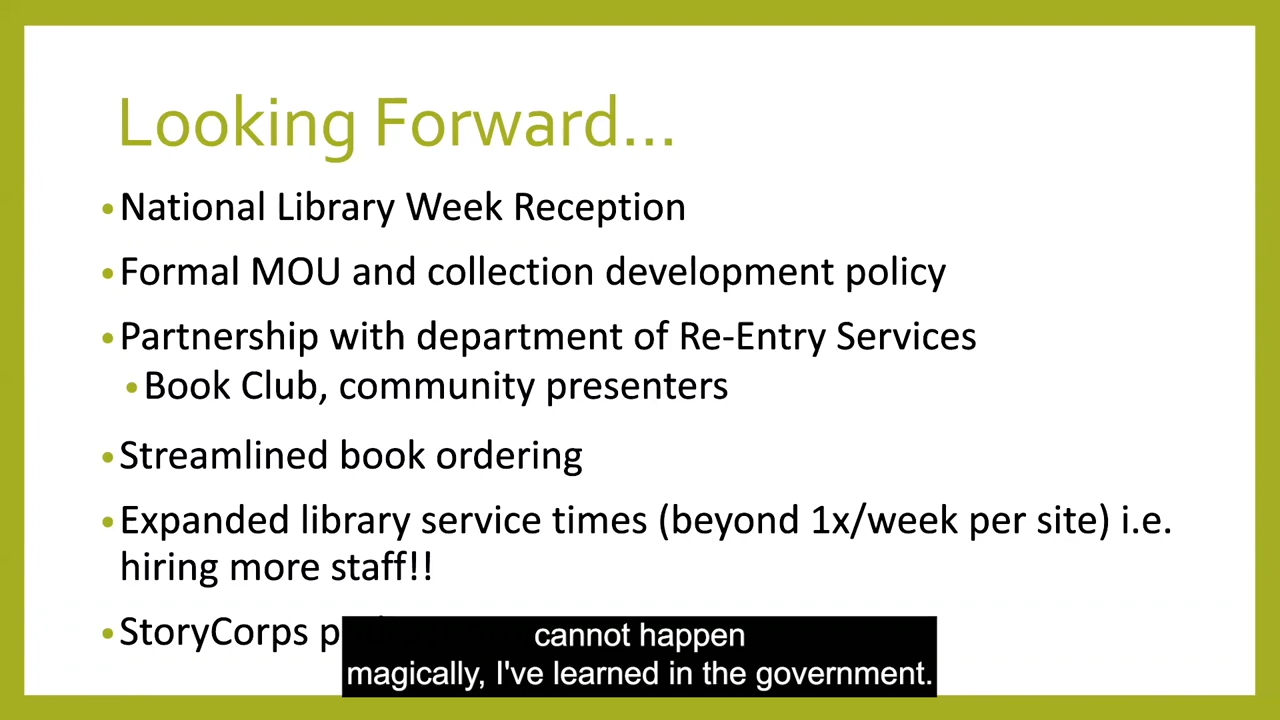 Looking Forward...
•National Library Week Reception
•Formal MOU and collection development policy
•Partnership with department of Re-Entry Services
•Book Club, community presenters
•Streamlined book ordering
•Expanded library service times (beyond 1x/week per site) i.e.
hiring more staff!!
•StoryCorps
cannot happen
magically, I've learned in the government.